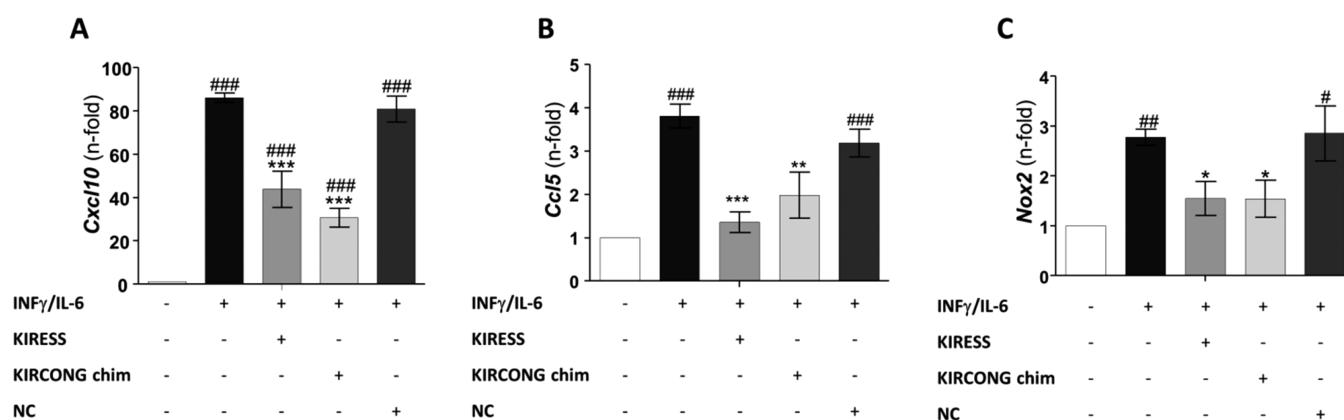 A
Cxcl10 (n-fold)
100
80
60
40
20
0
###
###
***
###
***
###
INFγ/IL-6 - + + + +
KIRESS - - + - -
KIRCONG chim - - - + -
NC - - - - +
B
Ccl5 (n-fold)
5
4
3
2
1
0
###
***
**
###
INFγ/IL-6 - + + + +
KIRESS - - + - -
KIRCONG chim - - - + -
NC - - - - +
C
Nox2 (n-fold)
4
3
2
1
0
##
*
*
#
INFγ/IL-6 - + + + +
KIRESS - - + - -
KIRCONG chim - - - + -
NC - - - - +